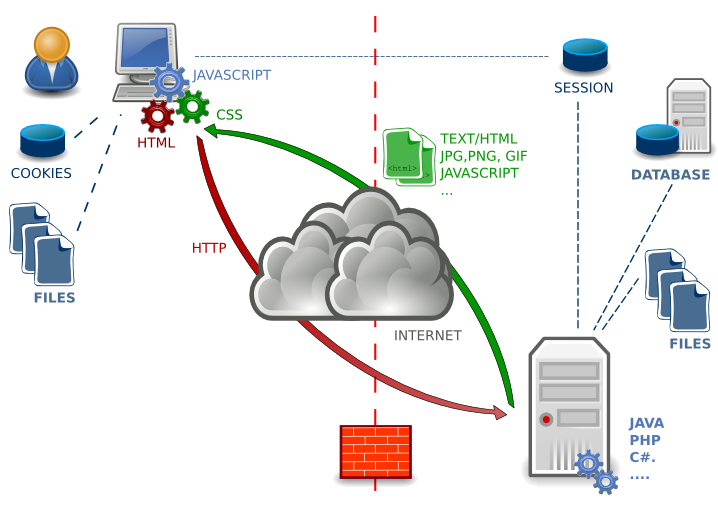 JAVASCRIPT
SESSION
CSS
HTML
TEXT/HTML
JPG,PNG, GIF
JAVASCRIPT
...
<html>
COOKIES
DATABASE
HTTP
FILES
INTERNET
FILES
JAVA
PHP
C#.
....